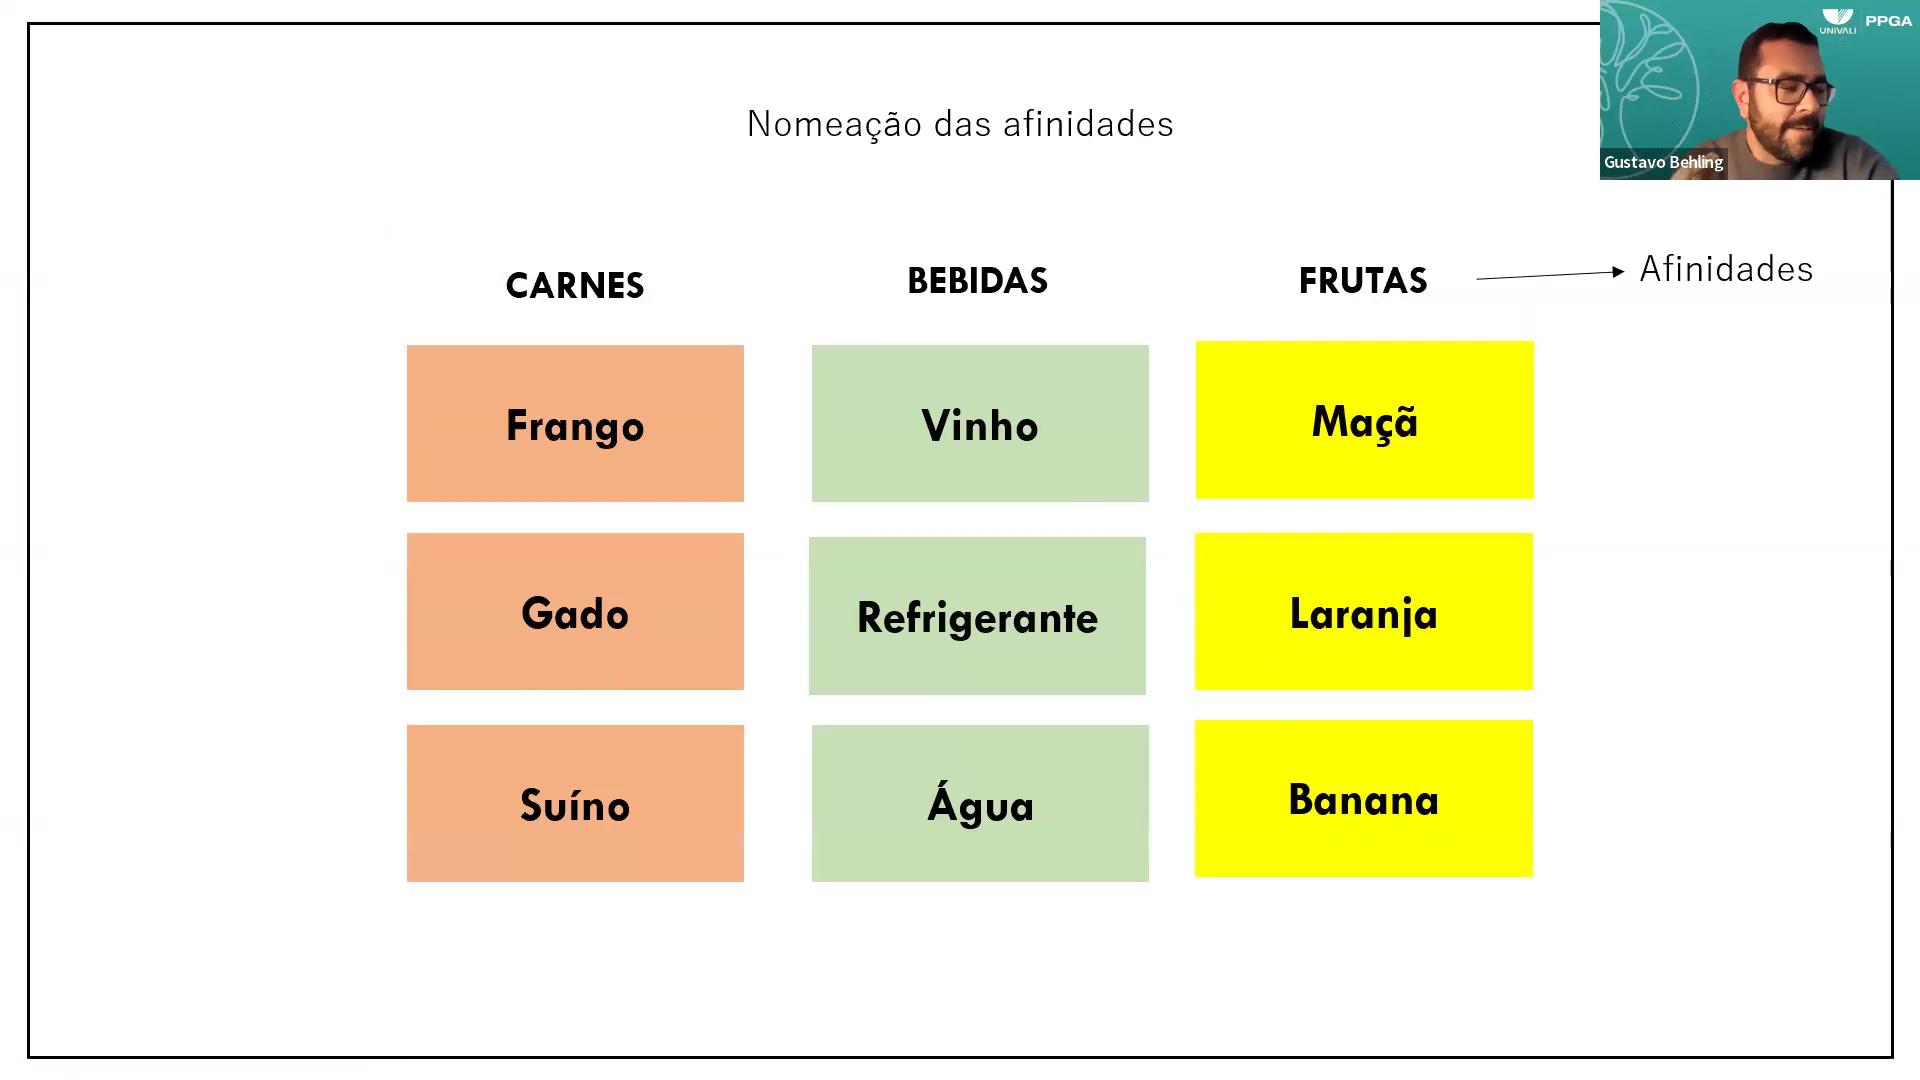 UNIVALI | PPGA
Gustavo Behling
Nomeação das afinidades
CARNES BEBIDAS FRUTAS Afinidades
Frango Vinho Maçã
Gado Refrigerante Laranja
Suíno Água Banana